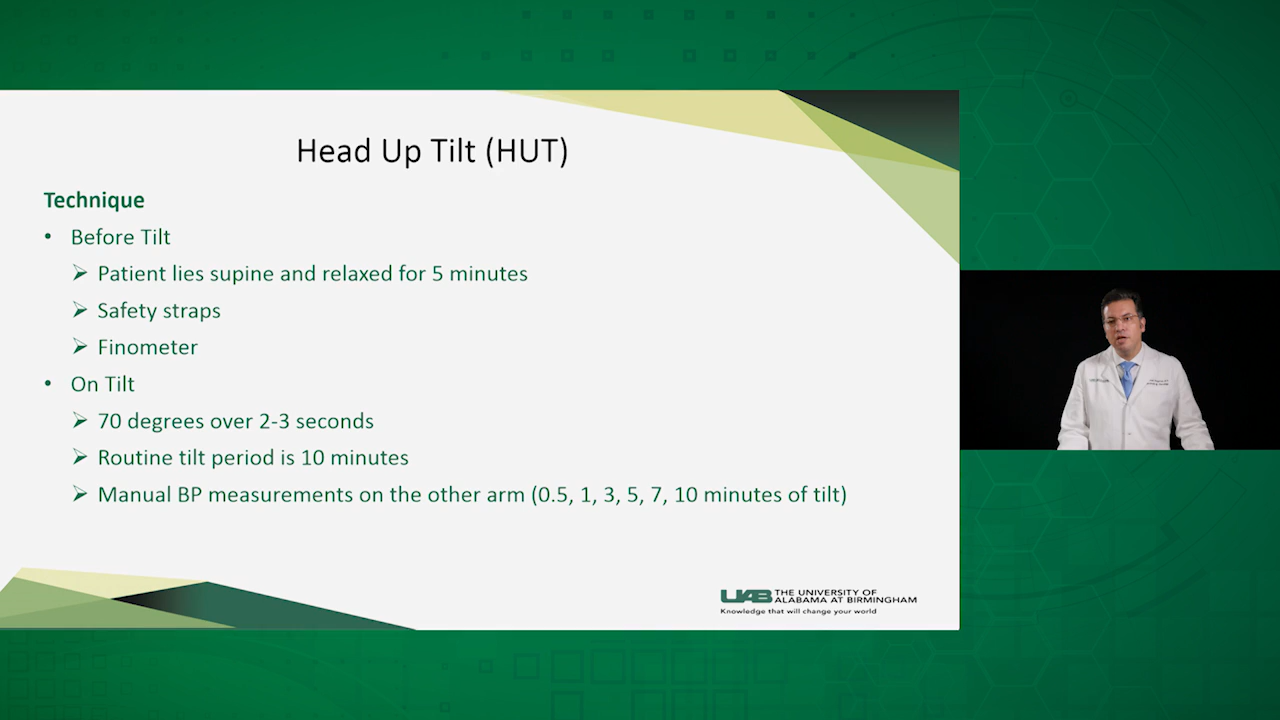 Head Up Tilt (HUT)
Technique
• Before Tilt
➢ Patient lies supine and relaxed for 5 minutes
➢ Safety straps
➢ Finometer
• On Tilt
➢ 70 degrees over 2-3 seconds
➢ Routine tilt period is 10 minutes
➢ Manual BP measurements on the other arm (0.5, 1, 3, 5, 7, 10 minutes of tilt)
UAB THE UNIVERSITY OF
ALABAMA AT BIRMINGHAM
Knowledge that will change your world